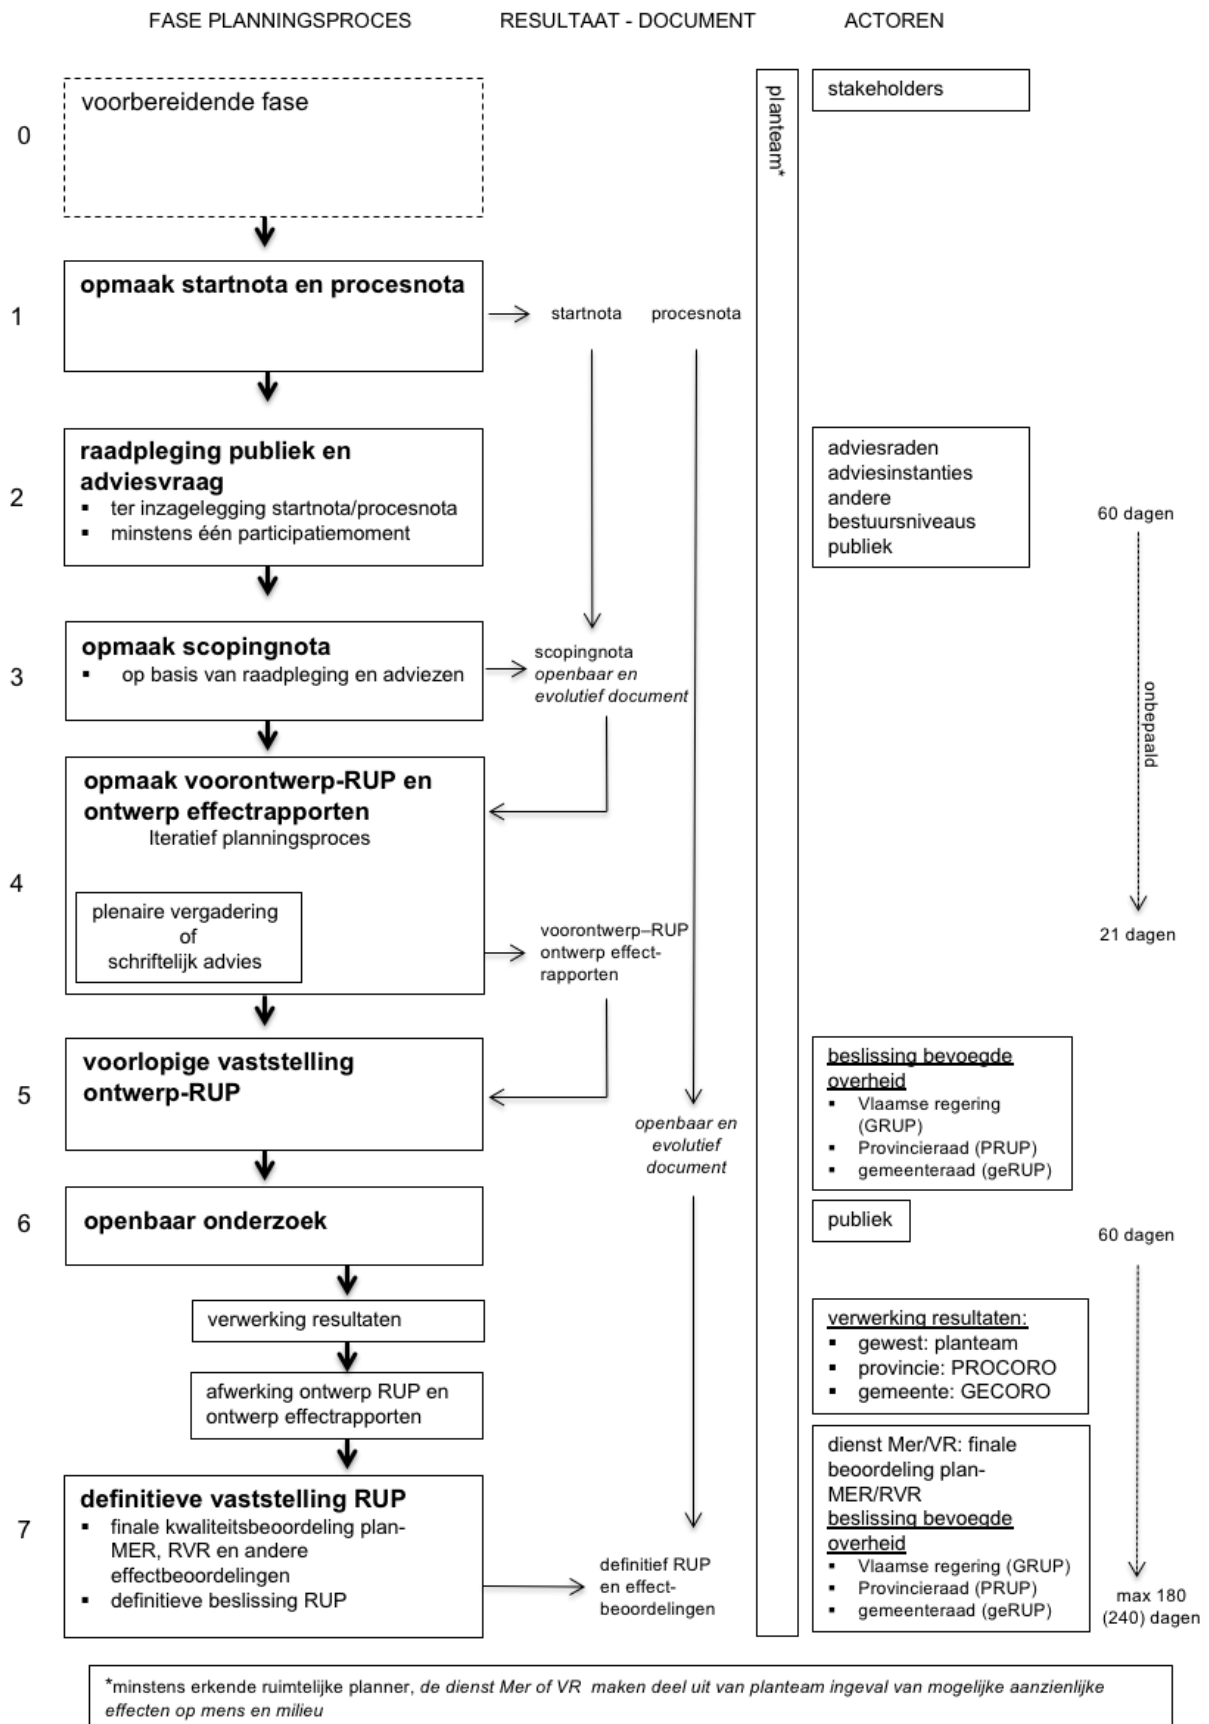 FASE PLANNINGSPROCES
RESULTAAT - DOCUMENT
ACTOREN
0
voorbereidende fase
planteam*
stakeholders
1
opmaak startnota en procesnota
startnota
procesnota
2
raadpleging publiek en
adviesvraag
▪ ter inzagelegging startnota/procesnota
▪ minstens één participatiemoment
adviesraden
adviesinstanties
andere
bestuursniveaus
publiek
60 dagen
onbepaald
3
opmaak scopingnota
▪ op basis van raadpleging en adviezen
scopingnota
openbaar en
evolutief document
4
opmaak voorontwerp-RUP en
ontwerp effectrapporten
Iteratief planningsproces
plenaire vergadering
of
schriftelijk advies
voorontwerp–RUP
ontwerp effect-
rapporten
21 dagen
5
voorlopige vaststelling
ontwerp-RUP
openbaar en
evolutief
document
beslissing bevoegde
overheid
▪ Vlaamse regering
(GRUP)
▪ Provincieraad (PRUP)
▪ gemeenteraad (geRUP)
6
openbaar onderzoek
publiek
60 dagen
verwerking resultaten
afwerking ontwerp RUP en
ontwerp effectrapporten
verwerking resultaten:
▪ gewest: planteam
▪ provincie: PROCORO
▪ gemeente: GECORO
7
definitieve vaststelling RUP
▪ finale kwaliteitsbeoordeling plan-
MER, RVR en andere
effectbeoordelingen
▪ definitieve beslissing RUP
definitief RUP
en effect-
beoordelingen
dienst Mer/VR: finale
beoordeling plan-
MER/RVR
beslissing bevoegde
overheid
▪ Vlaamse regering (GRUP)
▪ Provincieraad (PRUP)
▪ gemeenteraad (geRUP)
max 180
(240) dagen
*minstens erkende ruimtelijke planner, de dienst Mer of VR maken deel uit van planteam ingeval van mogelijke aanzienlijke
effecten op mens en milieu